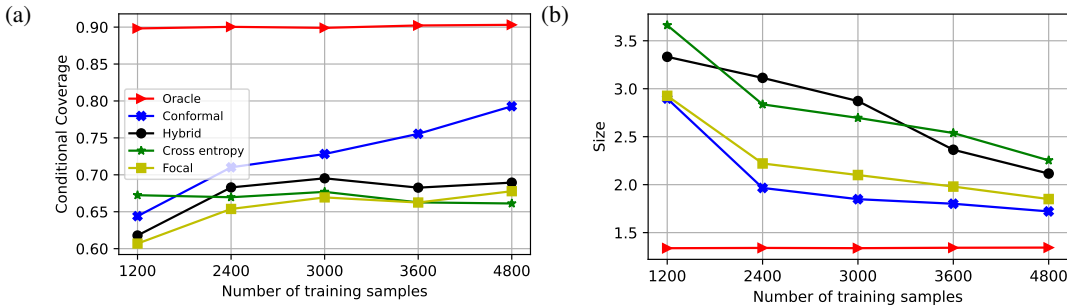 (a)
Conditional Coverage
0.90
0.85
0.80
0.75
0.70
0.65
0.60
Oracle
Conformal
Hybrid
Cross entropy
Focal
1200 2400 3000 3600 4800
Number of training samples
(b)
Size
3.5
3.0
2.5
2.0
1.5
1200 2400 3000 3600 4800
Number of training samples